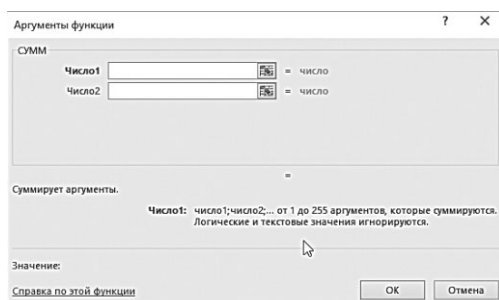 Аргументы функции ? ×
СУММ
Число1 = число
Число2 = число
=
Суммирует аргументы.
Число1: число1;число2;... от 1 до 255 аргументов, которые суммируются.
Логические и текстовые значения игнорируются.
Значение:
Справка по этой функции
ОК Отмена